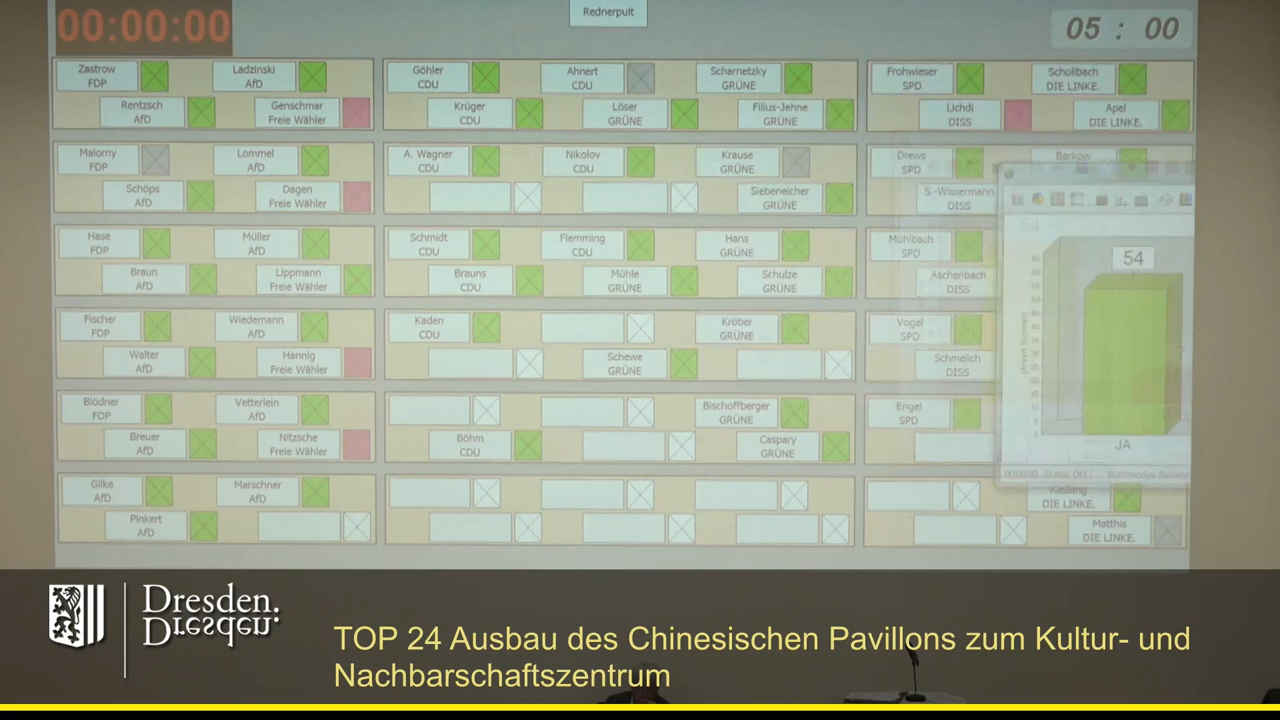 Rednerpult
00:00:00
05 : 00
Zastrow
FDP
Ladzinski
AfD
Göhler
CDU
Ahnert
CDU
Scharnetzky
GRÜNE
Frohwieser
SPD
Schollbach
DIE LINKE.
Rentzsch
AfD
Genschmar
Freie Wähler
Krüger
CDU
Löser
GRÜNE
Filius-Jehne
GRÜNE
Lichdi
DISS
Apel
DIE LINKE.
Malorny
FDP
Lommel
AfD
A. Wagner
CDU
Nikolov
CDU
Krause
GRÜNE
Drews
SPD
Barkow
Schöps
AfD
Dagen
Freie Wähler
Siebeneicher
GRÜNE
S.-Wissermann
DISS
Hase
FDP
Müller
AfD
Schmidt
CDU
Flemming
CDU
Hans
GRÜNE
Mühlbach
SPD
54
Braun
AfD
Lippmann
Freie Wähler
Brauns
CDU
Mühle
GRÜNE
Schulze
GRÜNE
Aschenbach
DISS
Fischer
FDP
Wiedemann
AfD
Kaden
CDU
Kröber
GRÜNE
Vogel
SPD
Walter
AfD
Hannig
Freie Wähler
Schewe
GRÜNE
Schmelich
DISS
Blödner
FDP
Vetterlein
AfD
Bischoffberger
GRÜNE
Engel
SPD
Breuer
AfD
Nitzsche
Freie Wähler
Böhm
CDU
Caspary
GRÜNE
JA
Gilke
AfD
Marschner
AfD
Kießling
DIE LINKE.
Pinkert
AfD
Matthis
DIE LINKE.
Dresden.
Dresden.
TOP 24 Ausbau des Chinesischen Pavillons zum Kultur- und
Nachbarschaftszentrum